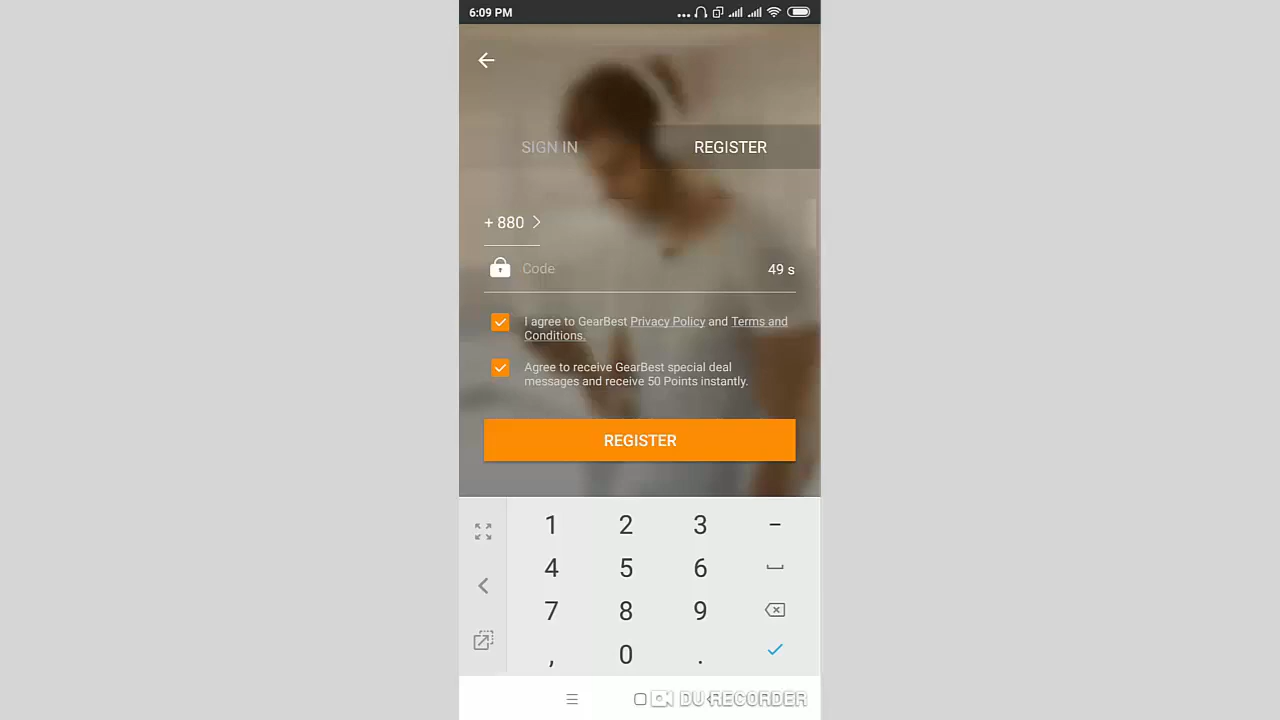 6:09 PM
SIGN IN
REGISTER
+ 880
Code
49 s
I agree to GearBest Privacy Policy and Terms and
Conditions.
Agree to receive GearBest special deal
messages and receive 50 Points instantly.
REGISTER
1 2 3 -
4 5 6
7 8 9
, 0 .
DU RECORDER